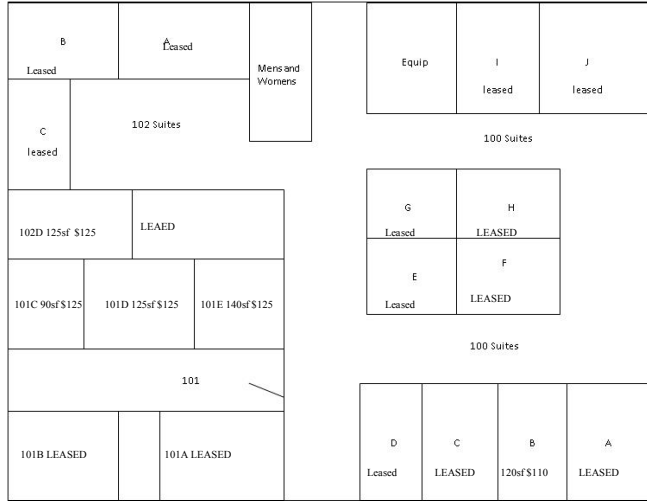 B
Leased
A
Leased
Mens and
Womens
Equip
I
leased
J
leased
C
leased
102 Suites
100 Suites
102D 125sf $125
LEAED
G
Leased
H
LEASED
E
Leased
F
LEASED
101C 90sf $125
101D 125sf $125
101E 140sf $125
100 Suites
101
101B LEASED
101A LEASED
D
Leased
C
LEASED
B
120sf $110
A
LEASED